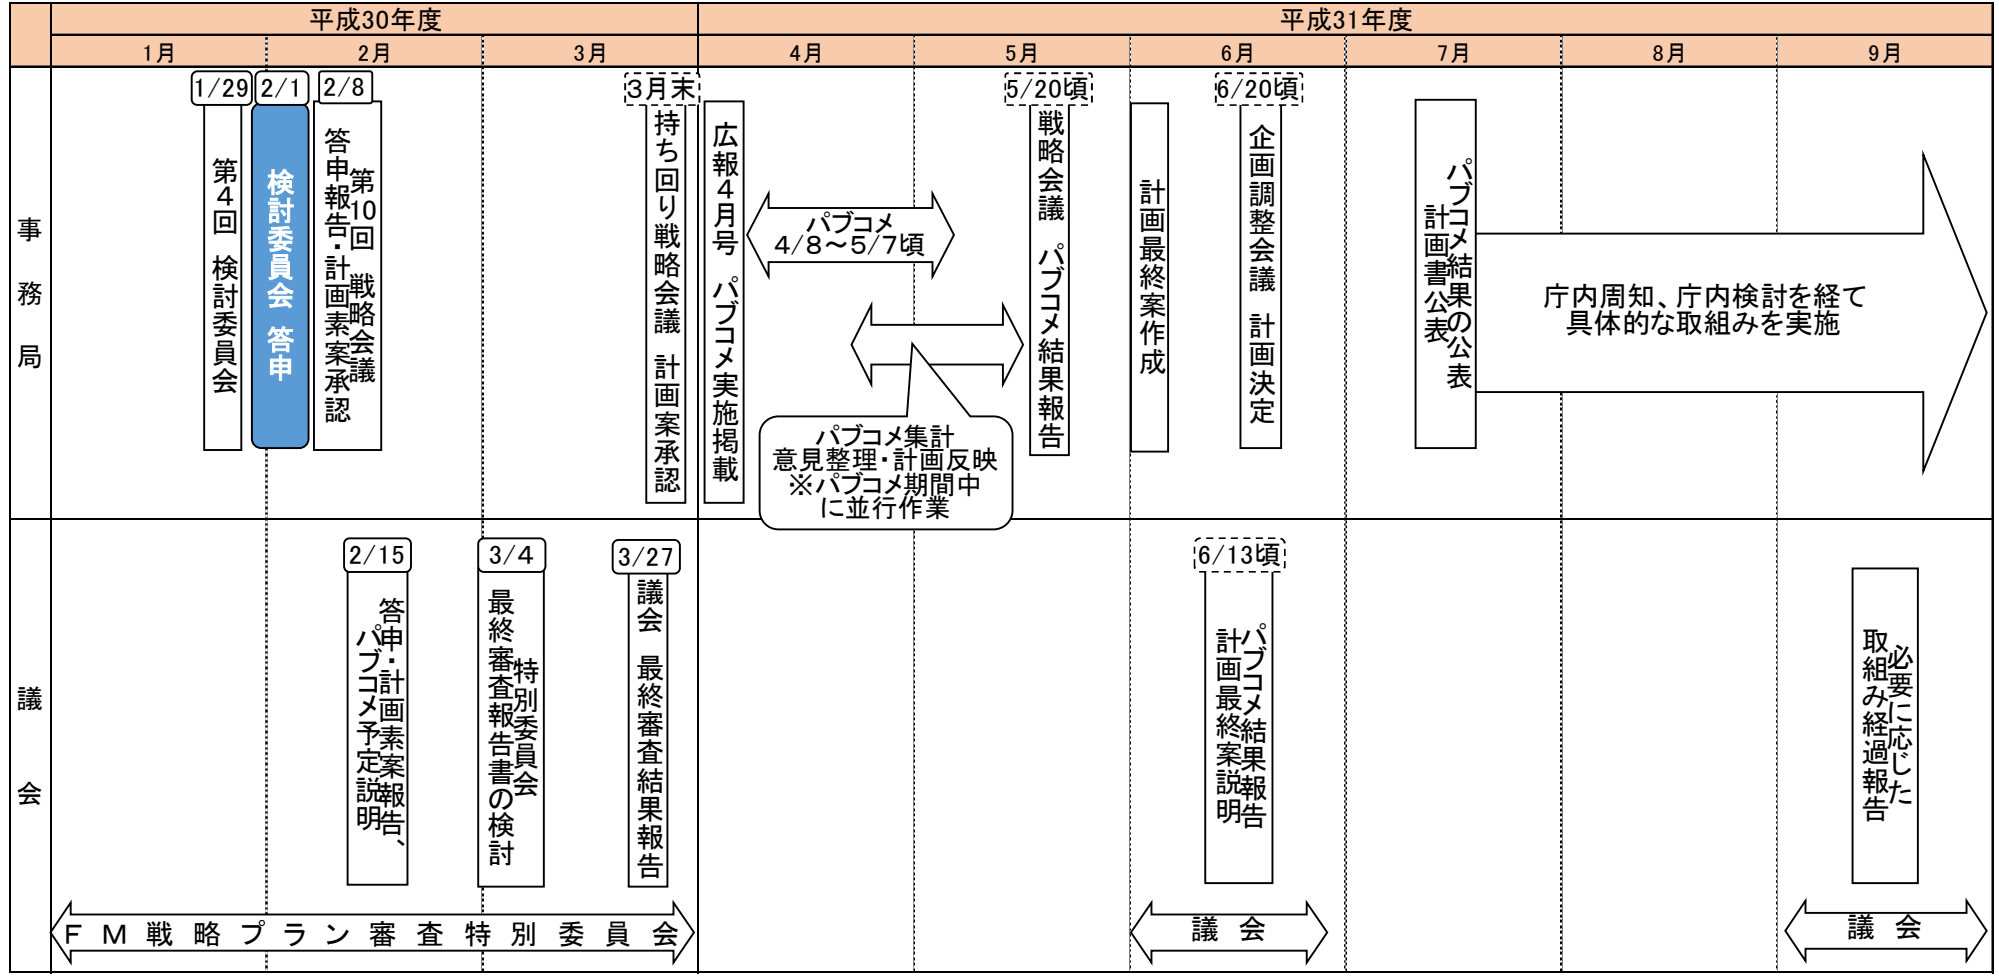 平成30年度
平成31年度
1月
2月
3月
4月
5月
6月
7月
8月
9月
事務局
1/29
第4回 検討委員会
2/1
検討委員会 答申
2/8
第10回 戦略会議
答申報告・計画素案承認
3月末
持ち回り戦略会議 計画案承認
広報4月号 パブコメ実施掲載
パブコメ
4/8～5/7頃
パブコメ集計
意見整理・計画反映
※パブコメ期間中
に並行作業
5/20頃
戦略会議 パブコメ結果報告
計画最終案作成
6/20頃
企画調整会議 計画決定
パブコメ結果の公表
計画書公表
庁内周知、庁内検討を経て
具体的な取組みを実施
議会
2/15
答申・計画素案報告、
パブコメ予定説明
3/4
特別委員会
最終審査報告書の検討
3/27
議会 最終審査結果報告
6/13頃
パブコメ結果報告
計画最終案説明
必要に応じた
取組み経過報告
ＦＭ戦略プラン審査特別委員会
議会
議会